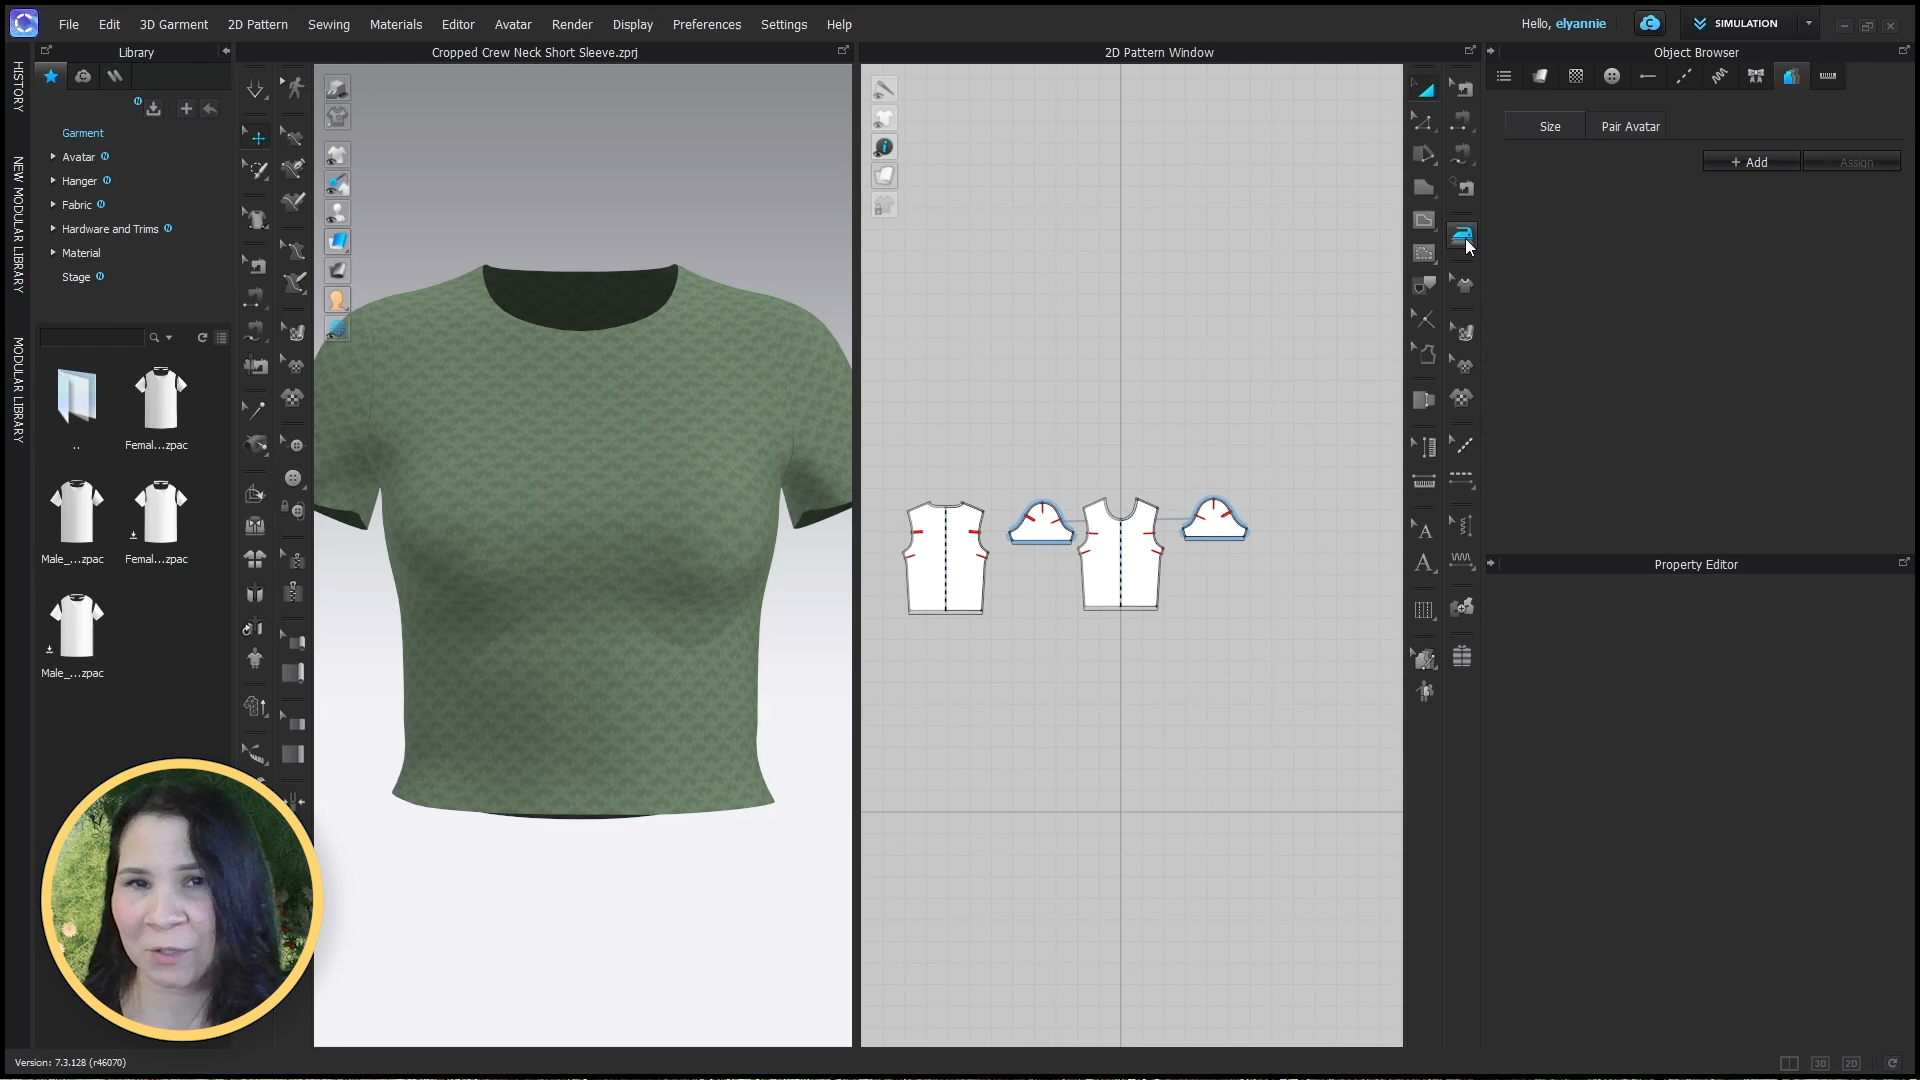 File Edit 3D Garment 2D Pattern Sewing Materials Editor Avatar Render Display Preferences Settings Help
Hello, elyannie
SIMULATION
Library
Cropped Crew Neck Short Sleeve.zprj
2D Pattern Window
Object Browser
HISTORY
NEW MODULAR LIBRARY
MODULAR LIBRARY
Garment
Avatar N
Hanger N
Fabric N
Hardware and Trims N
Material
Stage N
..
Femal...zpac
Male_...zpac
Femal...zpac
Male_...zpac
Size
Pair Avatar
+ Add
Assign
Property Editor
Version: 7.3.128 (r46070)
3D
2D